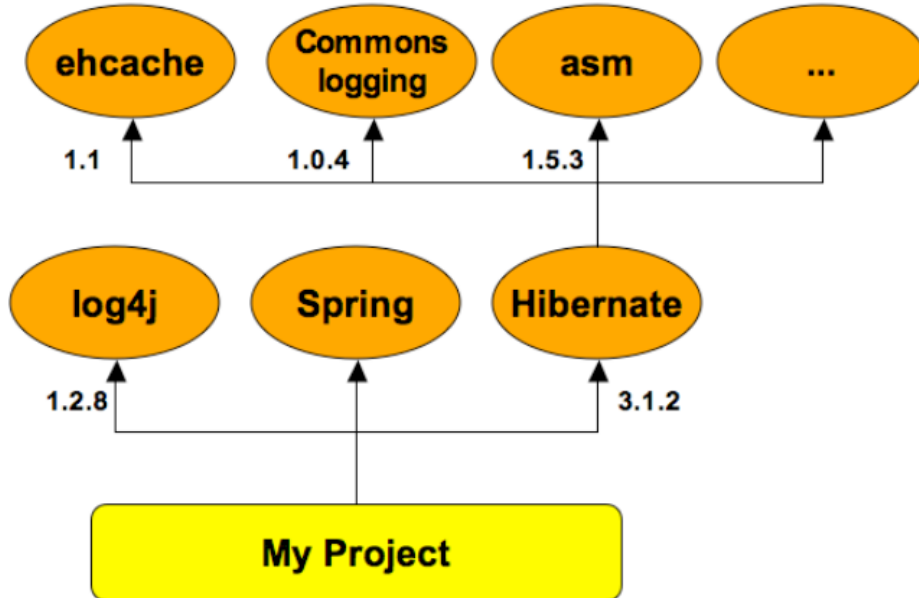 ehcache
Commons
logging
asm
...
1.1
1.0.4
1.5.3
log4j
Spring
Hibernate
1.2.8
3.1.2
My Project